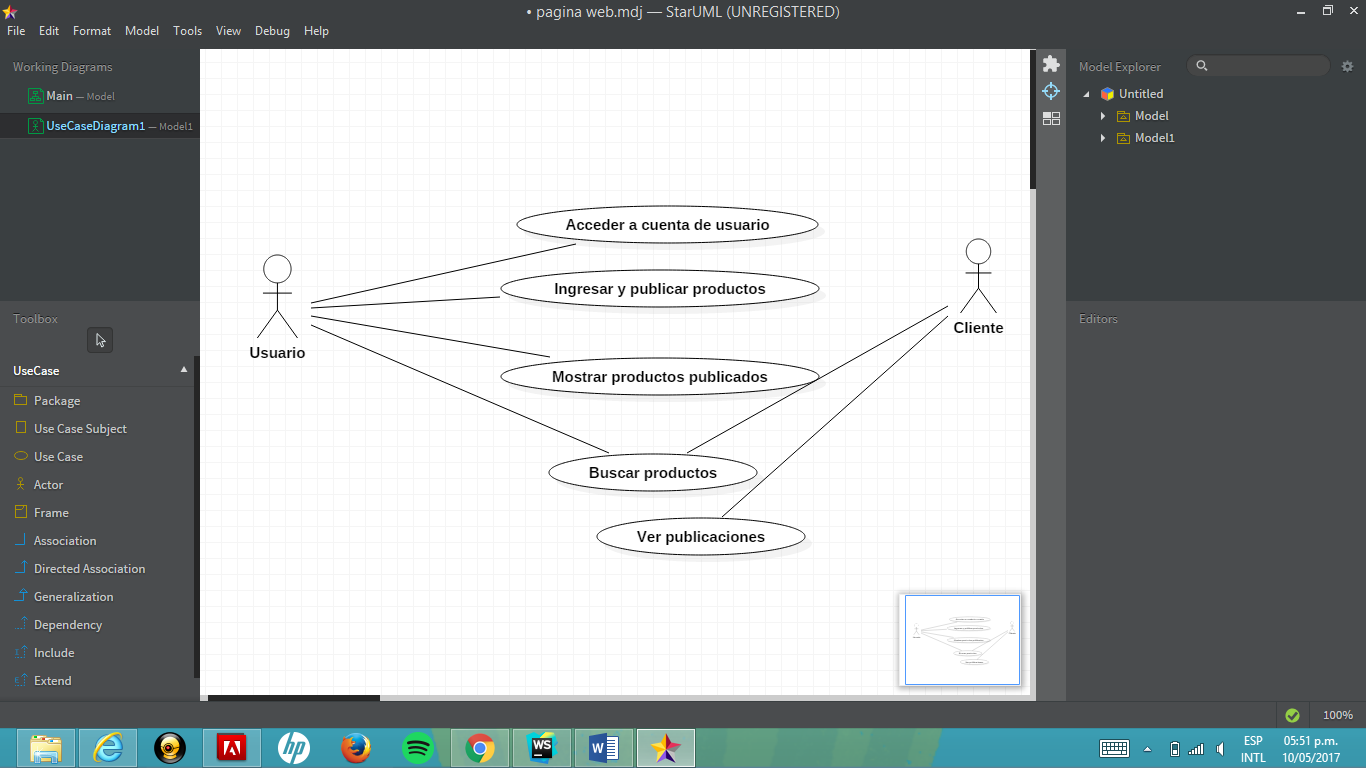 • pagina web.mdj — StarUML (UNREGISTERED)
File Edit Format Model Tools View Debug Help
Working Diagrams
Main — Model
UseCaseDiagram1 — Model1
Toolbox
UseCase
Package
Use Case Subject
Use Case
Actor
Frame
Association
Directed Association
Generalization
Dependency
Include
Extend
Acceder a cuenta de usuario
Ingresar y publicar productos
Mostrar productos publicados
Buscar productos
Ver publicaciones
Usuario
Cliente
Model Explorer
Untitled
Model
Model1
Editors
100%
hp
WS
W
ESP
INTL
05:51 p.m.
10/05/2017